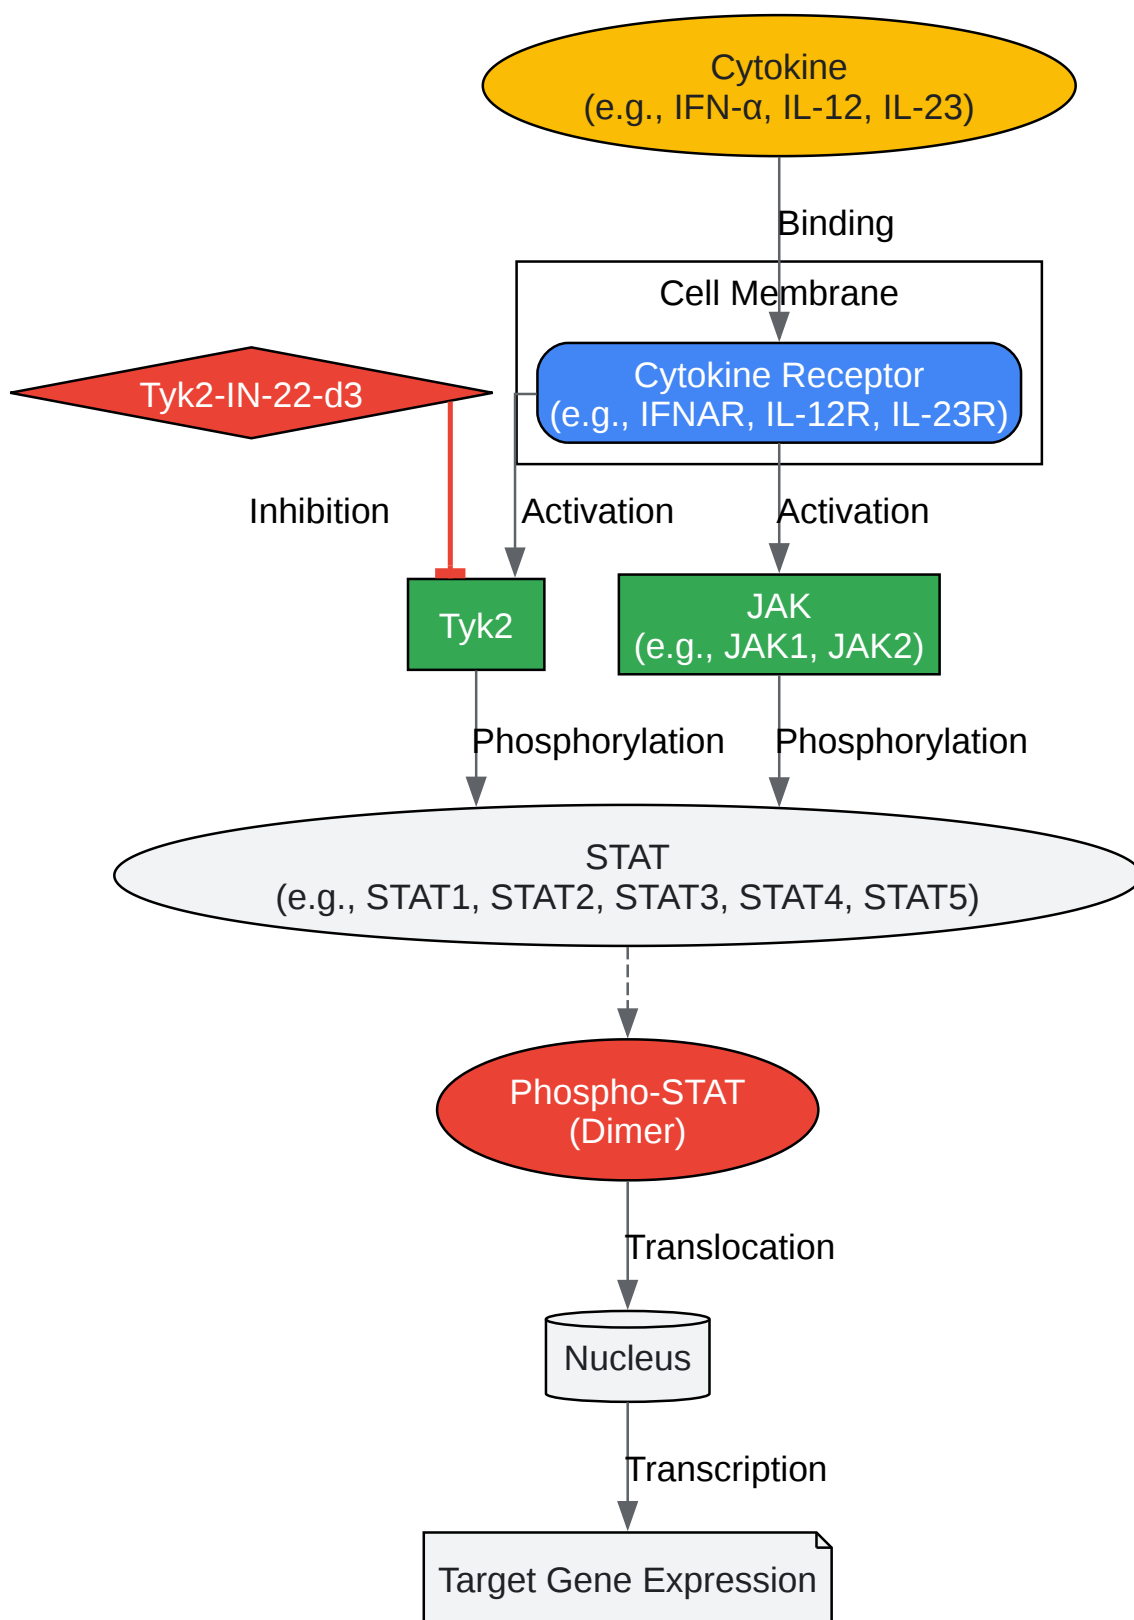 Cytokine
(e.g., IFN-α, IL-12, IL-23)
Binding
Cell Membrane
Cytokine Receptor
(e.g., IFNAR, IL-12R, IL-23R)
Tyk2-IN-22-d3
Inhibition
Activation
Activation
Tyk2
JAK
(e.g., JAK1, JAK2)
Phosphorylation
Phosphorylation
STAT
(e.g., STAT1, STAT2, STAT3, STAT4, STAT5)
Phospho-STAT
(Dimer)
Translocation
Nucleus
Transcription
Target Gene Expression